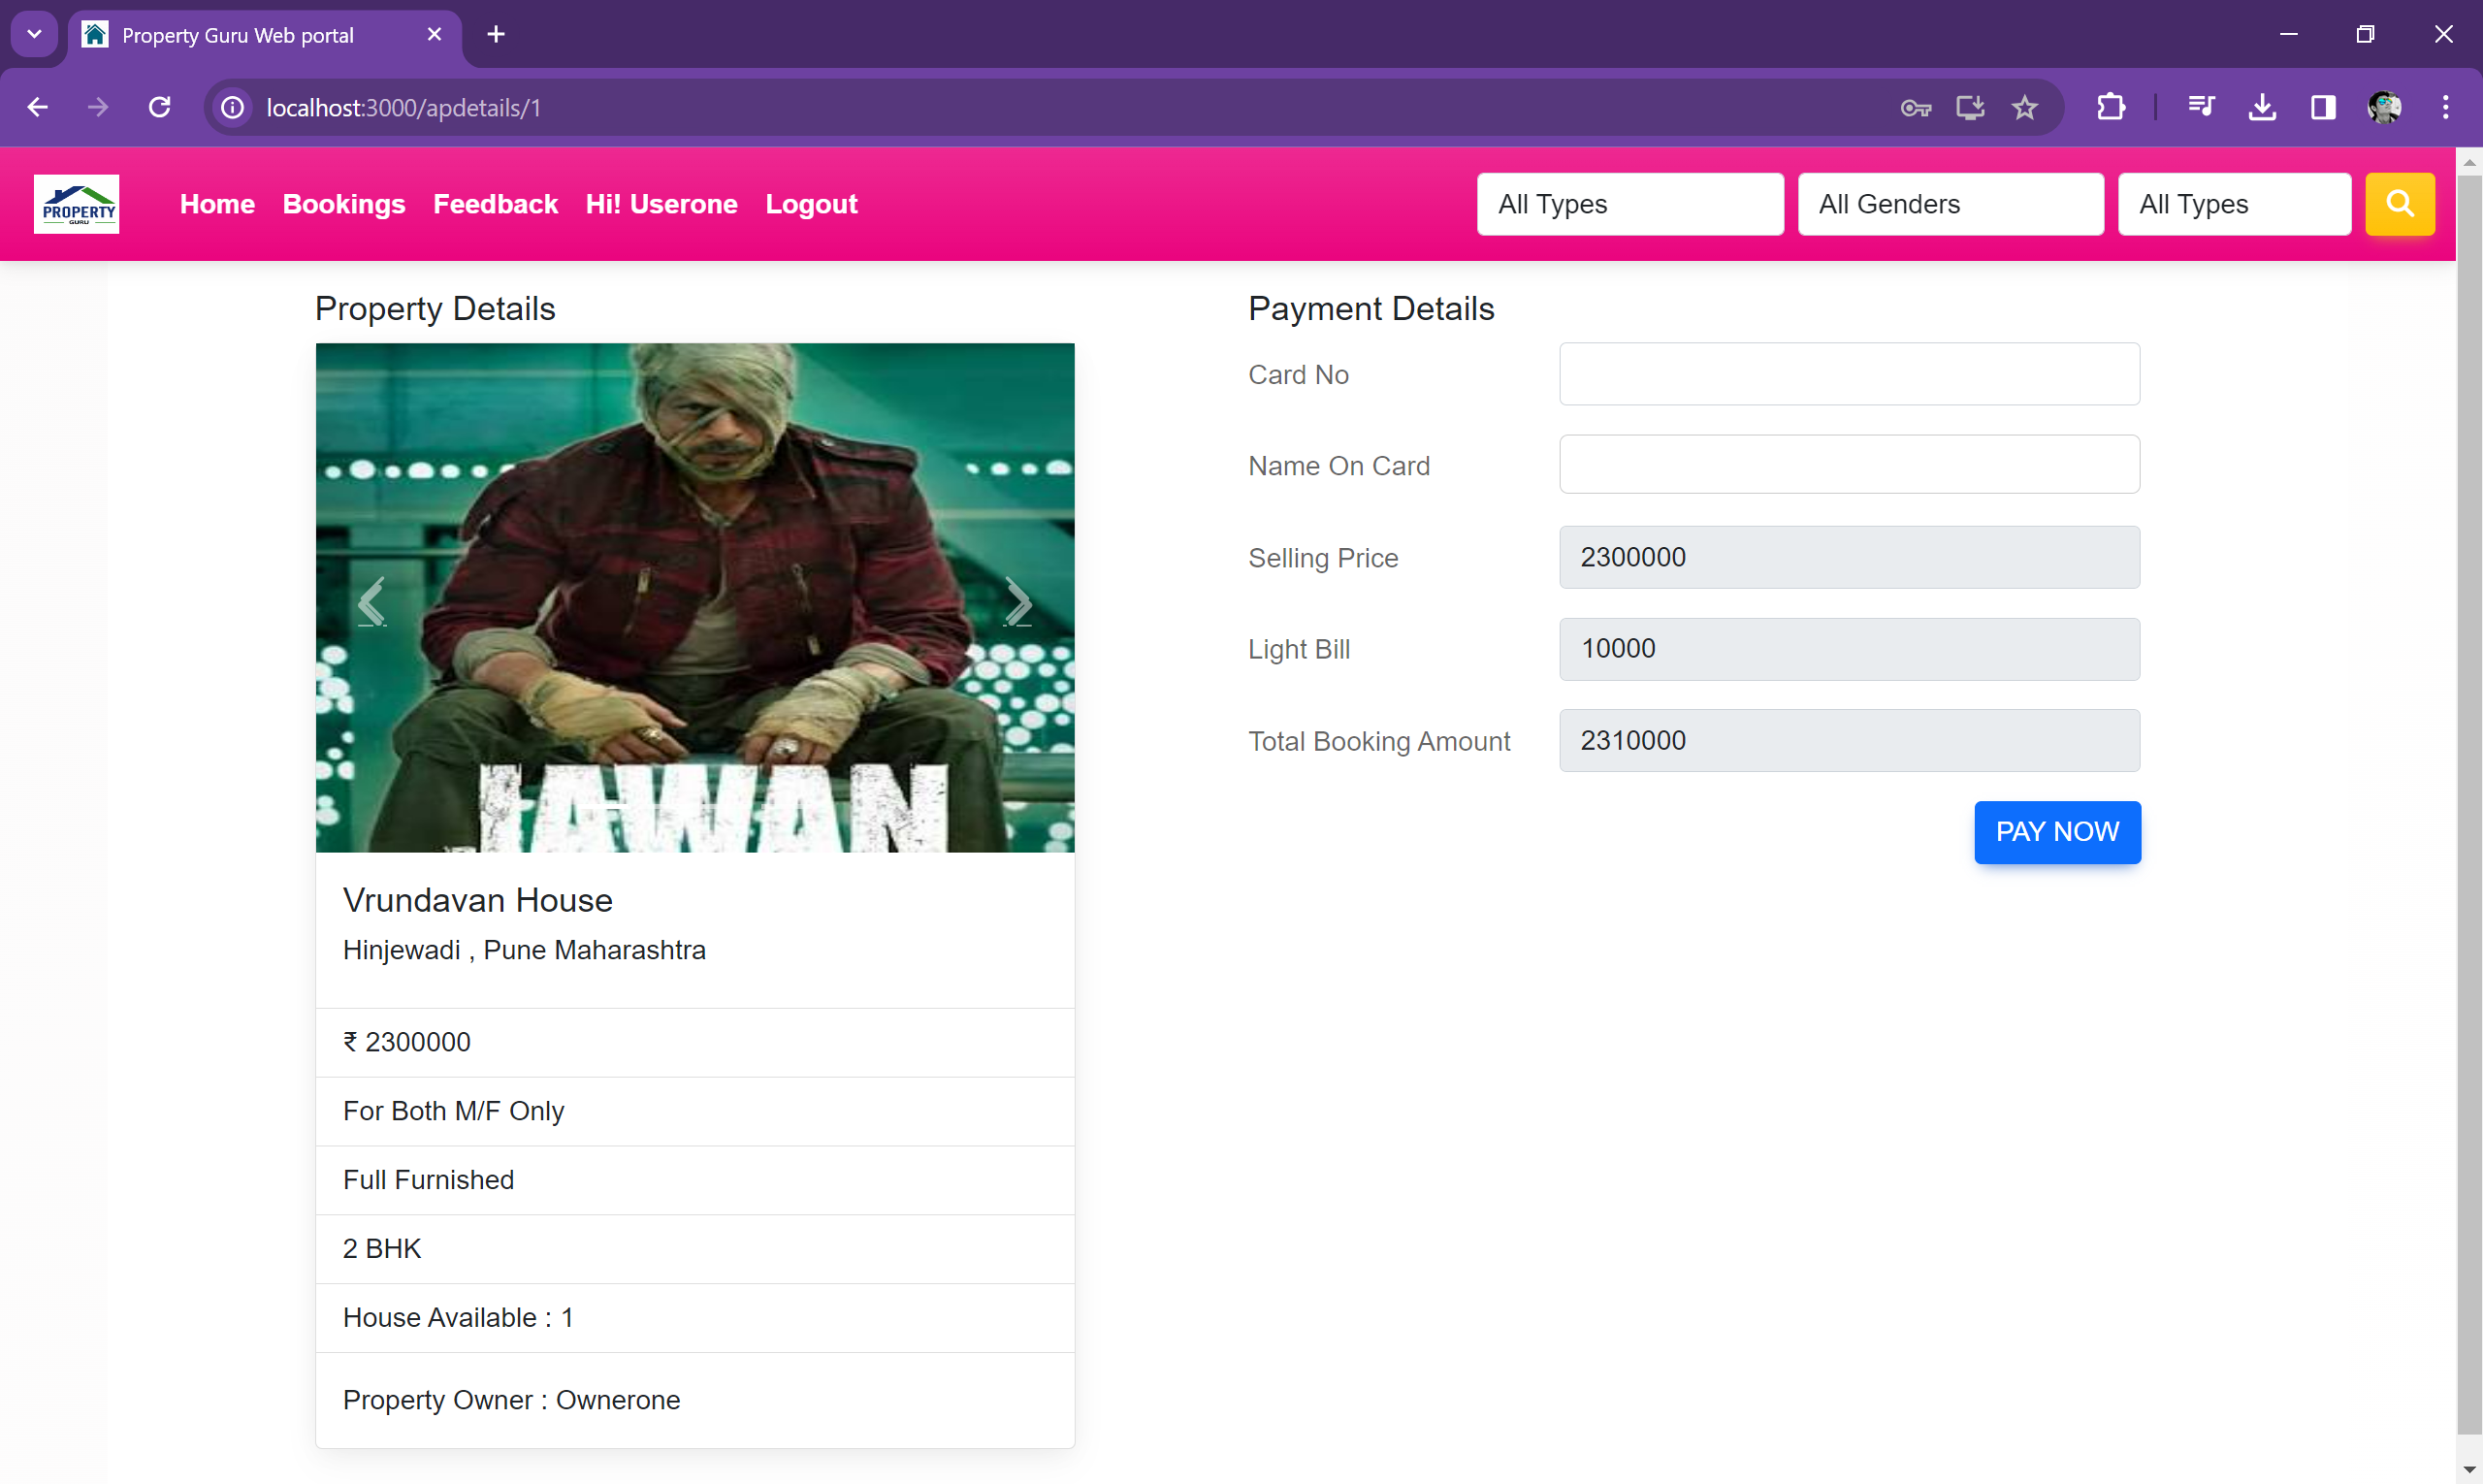 Property Guru Web portal
localhost:3000/apdetails/1
PROPERTY
GURU
Home Bookings Feedback Hi! Userone Logout
All Types All Genders All Types
Property Details
JAWAN
Vrundavan House
Hinjewadi , Pune Maharashtra
₹ 2300000
For Both M/F Only
Full Furnished
2 BHK
House Available : 1
Property Owner : Ownerone
Payment Details
Card No
Name On Card
Selling Price 2300000
Light Bill 10000
Total Booking Amount 2310000
PAY NOW